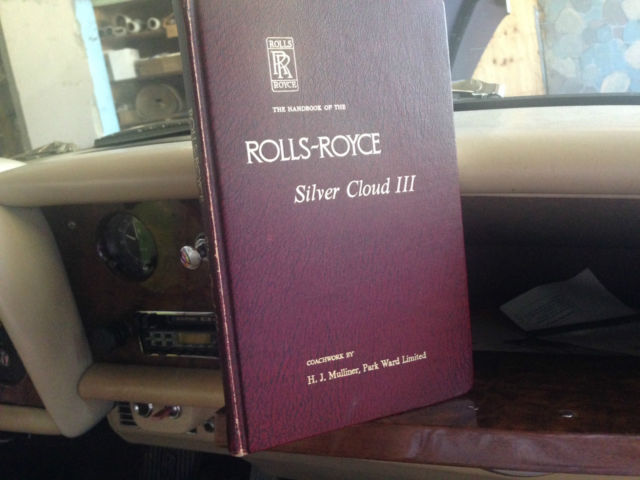 ROLLS
RR
ROYCE
THE HANDBOOK OF THE
ROLLS-ROYCE
Silver Cloud III
COACHWORK BY
H. J. Mulliner, Park Ward Limited